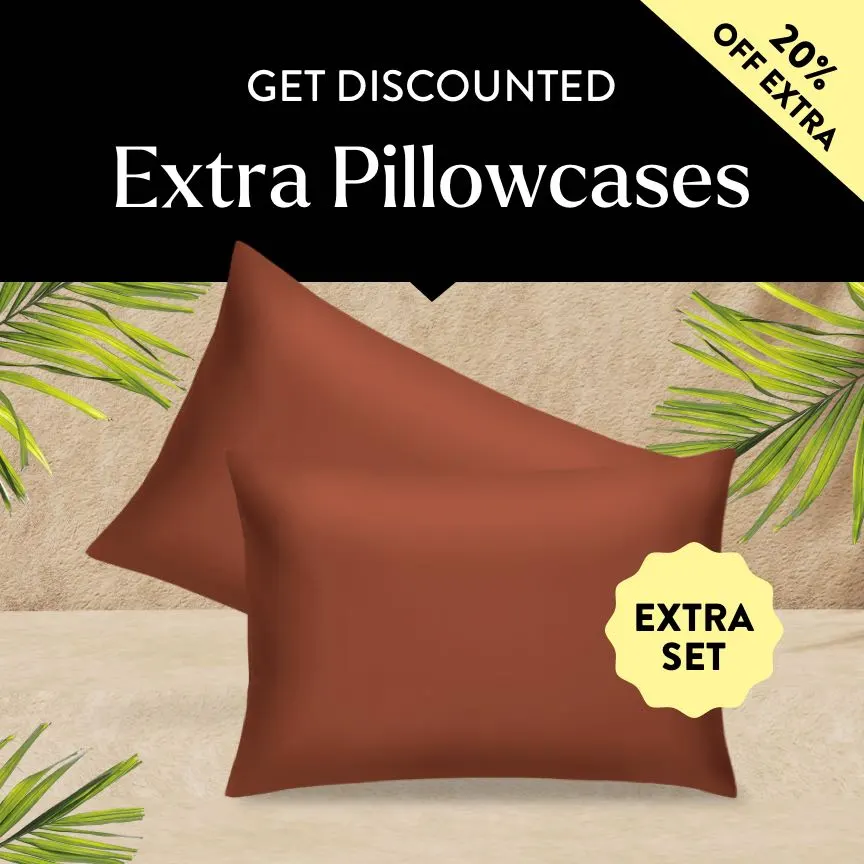 20%
OFF EXTRA
GET DISCOUNTED
Extra Pillowcases
EXTRA
SET